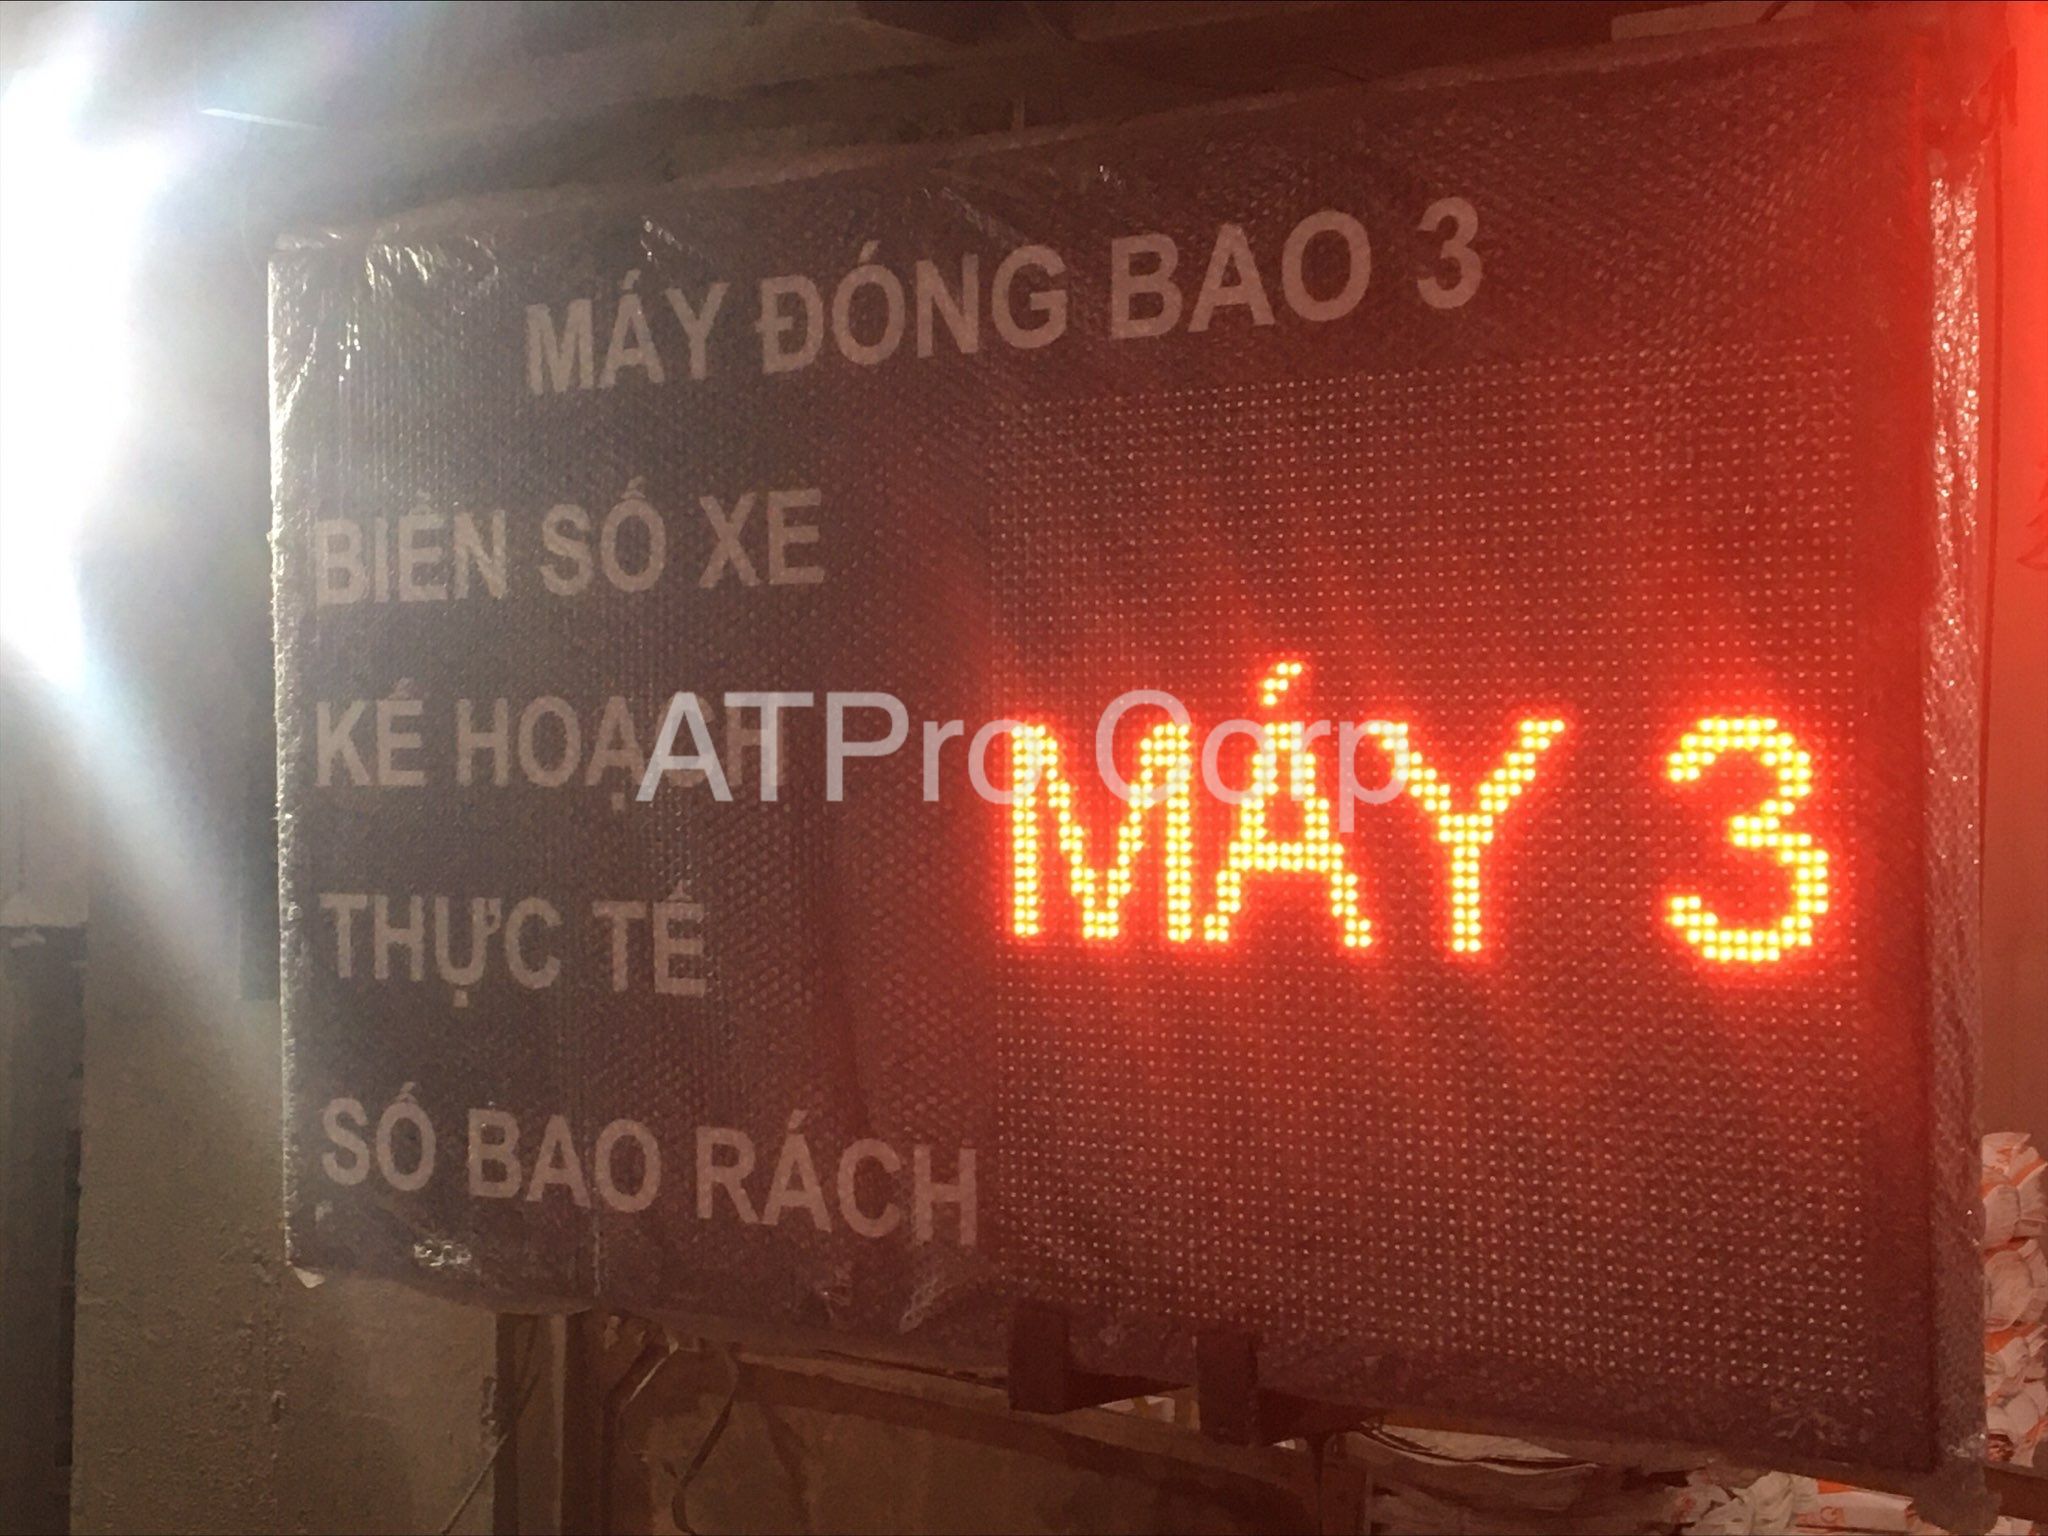 MÁY ĐÓNG BAO 3
BIỂN SỐ XE
KẾ HOẠCH
ATPro Corp
MÁY 3
THỰC TẾ
SỐ BAO RÁCH